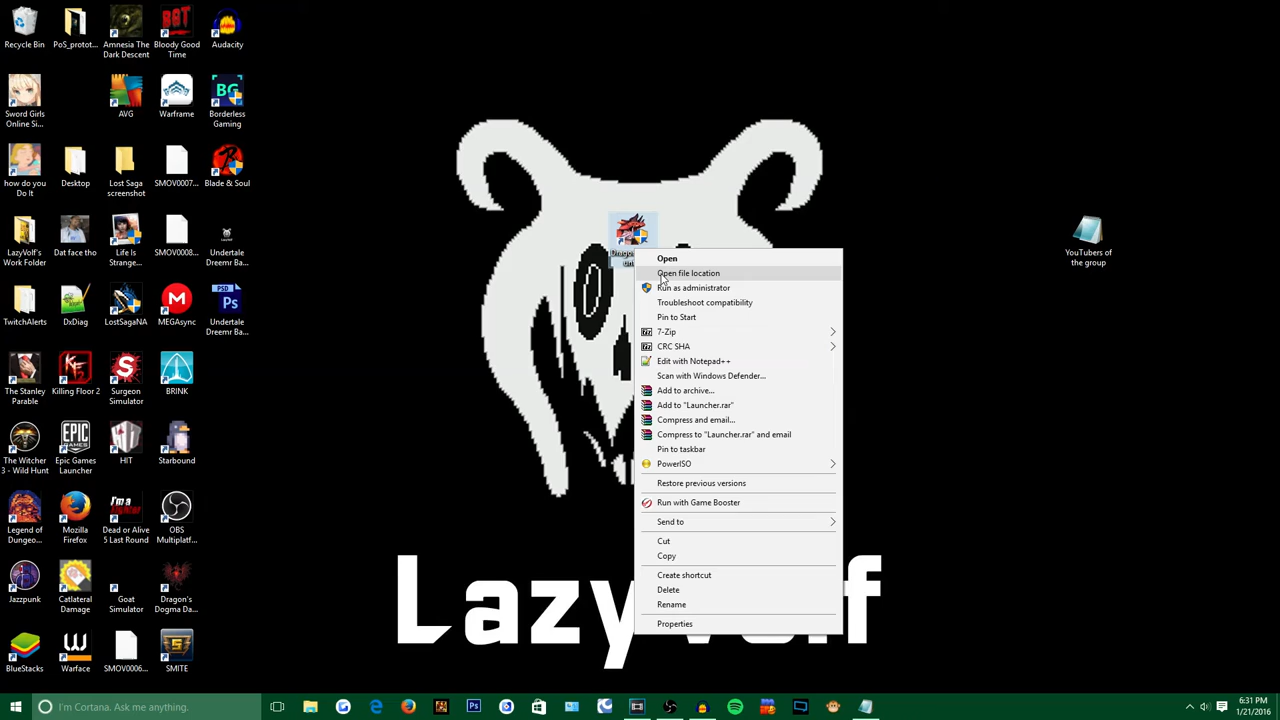 Recycle Bin
PoS_protot...
Amnesia The Dark Descent
Bloody Good Time
Audacity
Sword Girls Online Si...
AVG
Warframe
Borderless Gaming
how do you Do It
Desktop
Lost Saga screenshot
SMOV0007...
Blade & Soul
LazyVolf's Work Folder
Dat face tho
Life Is Strange...
SMOV0008...
Undertale Dreemr Ba...
TwitchAlerts
DxDiag
LostSagaNA
MEGAsync
Undertale Dreemr Ba...
The Stanley Parable
Killing Floor 2
Surgeon Simulator
BRINK
The Witcher 3 - Wild Hunt
Epic Games Launcher
HIT
Starbound
Legend of Dungeo...
Mozilla Firefox
Dead or Alive 5 Last Round
OBS Multiplatf...
Jazzpunk
Catlateral Damage
Goat Simulator
Dragon's Dogma Da...
BlueStacks
Warface
SMOV0006...
SMITE
YouTubers of the group
Open
Open file location
Run as administrator
Troubleshoot compatibility
Pin to Start
7-Zip
CRC SHA
Edit with Notepad++
Scan with Windows Defender...
Add to archive...
Add to "Launcher.rar"
Compress and email...
Compress to "Launcher.rar" and email
Pin to taskbar
PowerISO
Restore previous versions
Run with Game Booster
Send to
Cut
Copy
Create shortcut
Delete
Rename
Properties
I'm Cortana. Ask me anything.
6:31 PM
1/21/2016